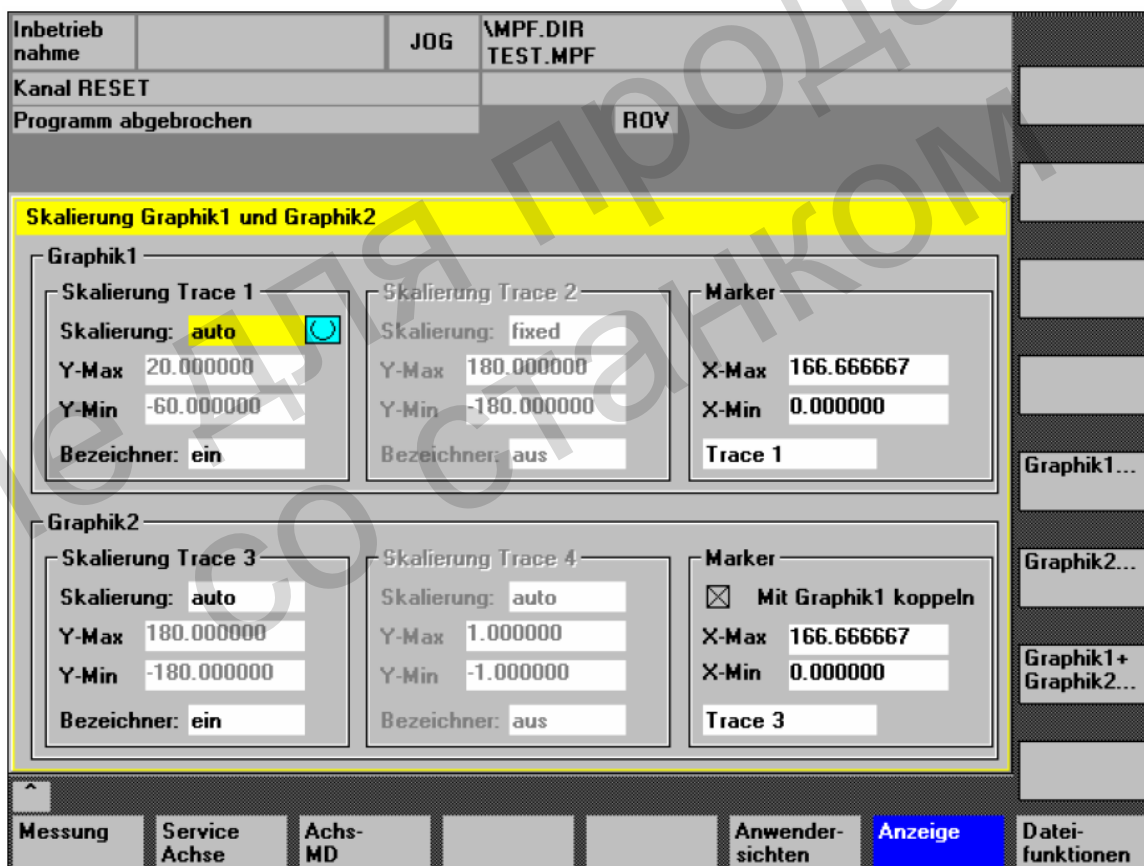 Inbetrieb
nahme
JOG
\MPF.DIR
TEST.MPF
Kanal RESET
Programm abgebrochen
ROV
Skalierung Graphik1 und Graphik2
Graphik1
Skalierung Trace 1
Skalierung: auto
Y-Max 20.000000
Y-Min -60.000000
Bezeichner: ein
Skalierung Trace 2
Skalierung: fixed
Y-Max 180.000000
Y-Min -180.000000
Bezeichner: aus
Marker
X-Max 166.666667
X-Min 0.000000
Trace 1
Graphik2
Skalierung Trace 3
Skalierung: auto
Y-Max 180.000000
Y-Min -180.000000
Bezeichner: ein
Skalierung Trace 4
Skalierung: auto
Y-Max 1.000000
Y-Min -1.000000
Bezeichner: aus
Marker
Mit Graphik1 koppeln
X-Max 166.666667
X-Min 0.000000
Trace 3
Graphik1...
Graphik2...
Graphik1+
Graphik2...
^
Messung
Service
Achse
Achs-
MD
Anwender-
sichten
Anzeige
Datei-
funktionen
для
со станком